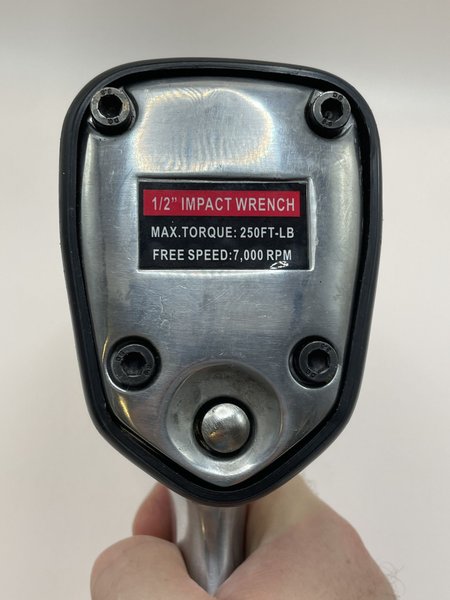 1/2” IMPACT WRENCH
MAX.TORQUE: 250FT-LB
FREE SPEED:7,000 RPM